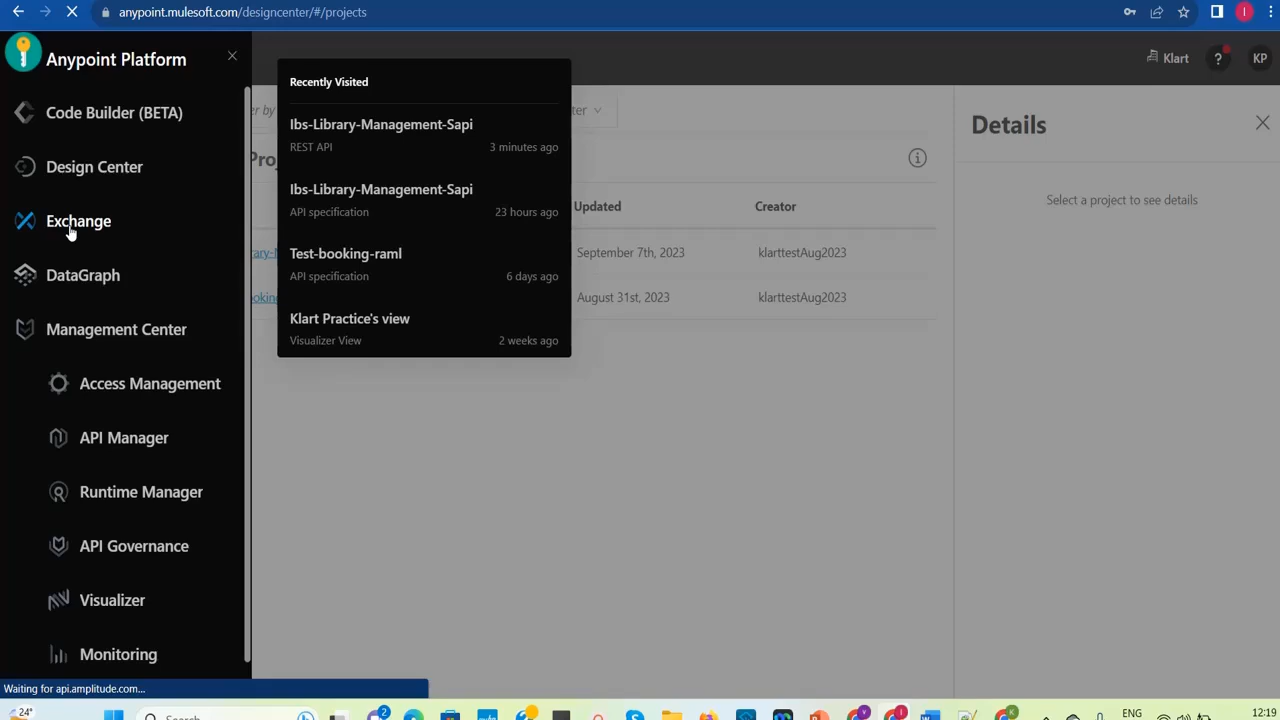 anypoint.mulesoft.com/designcenter/#/projects
Anypoint Platform
Code Builder (BETA)
Design Center
Exchange
DataGraph
Management Center
Access Management
API Manager
Runtime Manager
API Governance
Visualizer
Monitoring
Recently Visited
Ibs-Library-Management-Sapi
REST API 3 minutes ago
Ibs-Library-Management-Sapi
API specification 23 hours ago
Test-booking-raml
API specification 6 days ago
Klart Practice's view
Visualizer View 2 weeks ago
Klart
?
KP
Updated Creator
September 7th, 2023 klarttestAug2023
August 31st, 2023 klarttestAug2023
Details
Select a project to see details
Waiting for api.amplitude.com...
24°
Search
2
ENG
12:19